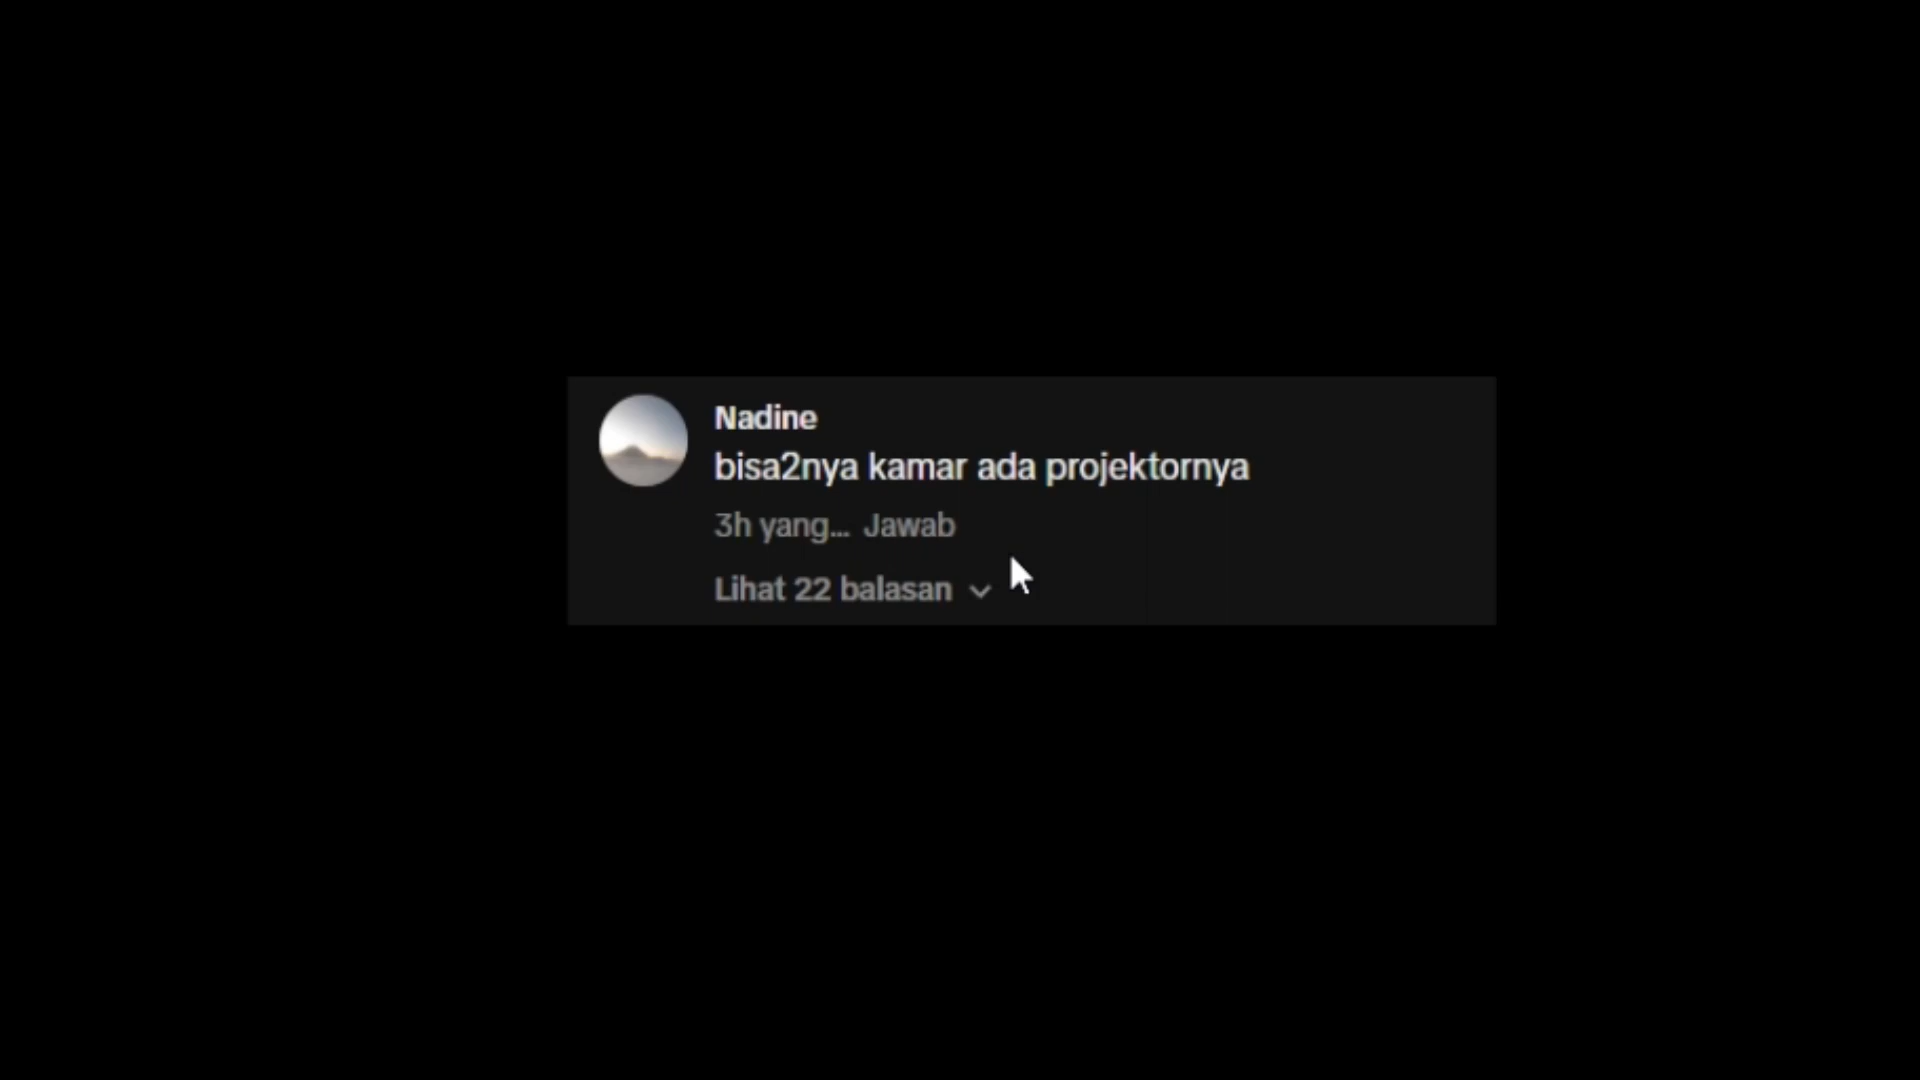 Nadine
bisa2nya kamar ada projektornya
3h yang... Jawab
Lihat 22 balasan